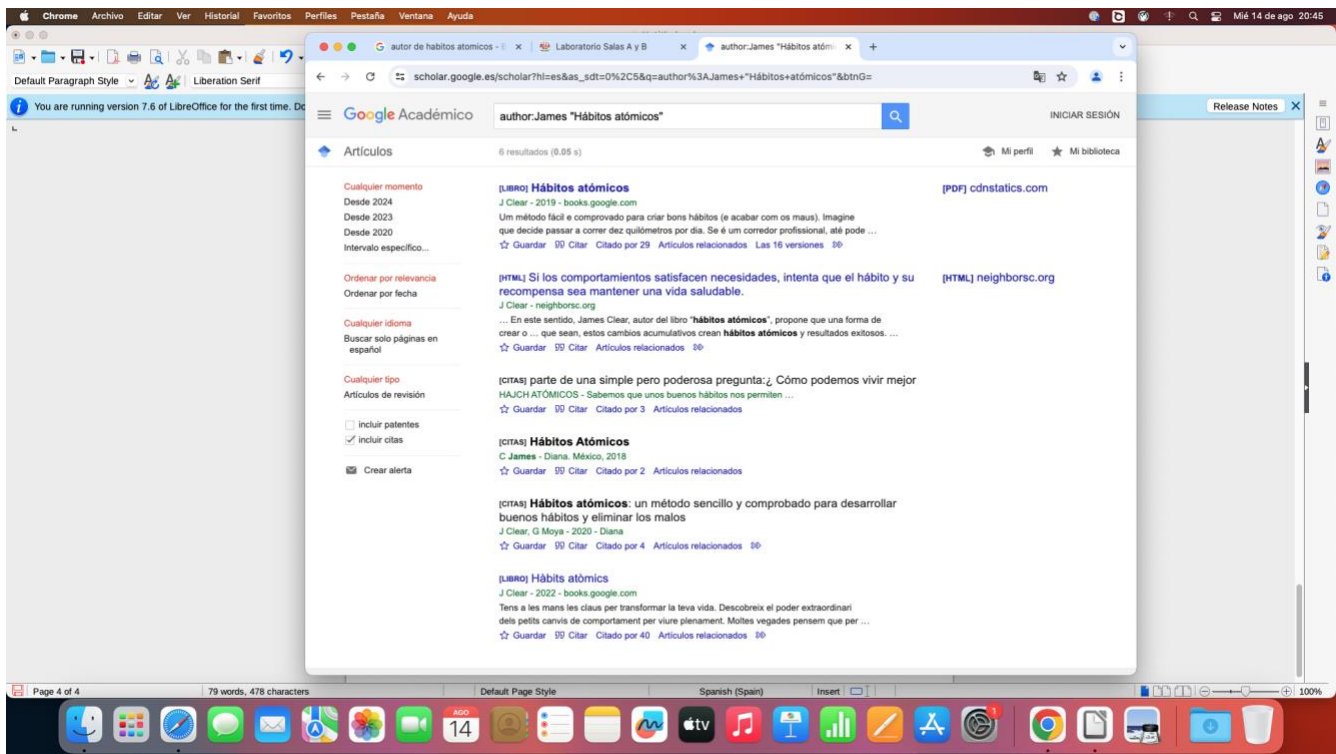 Chrome Archivo Editar Ver Historial Favoritos Perfiles Pestaña Ventana Ayuda
Mié 14 de ago 20:45
autor de habitos atomicos -
Laboratorio Salas A y B
author:James "Hábitos atómi
Default Paragraph Style
Liberation Serif
scholar.google.es/scholar?hl=es&as_sdt=0%2C5&q=author%3AJames+"Hábitos+atómicos"&btnG=
You are running version 7.6 of LibreOffice for the first time. Do
Release Notes
Google Académico
author:James "Hábitos atómicos"
INICIAR SESIÓN
Artículos
6 resultados (0.05 s)
Mi perfil
Mi biblioteca
Cualquier momento
Desde 2024
Desde 2023
Desde 2020
Intervalo específico...
Ordenar por relevancia
Ordenar por fecha
Cualquier idioma
Buscar solo páginas en
español
Cualquier tipo
Artículos de revisión
incluir patentes
incluir citas
Crear alerta
[LIBRO] Hábitos atómicos
J Clear - 2019 - books.google.com
Um método fácil e comprovado para criar bons hábitos (e acabar com os maus). Imagine
que decide passar a correr dez quilómetros por dia. Se é um corredor profissional, até pode …
Guardar Citar Citado por 29 Artículos relacionados Las 16 versiones
[PDF] cdnstatics.com
[HTML] Si los comportamientos satisfacen necesidades, intenta que el hábito y su
recompensa sea mantener una vida saludable.
J Clear - neighborsc.org
… En este sentido, James Clear, autor del libro "hábitos atómicos", propone que una forma de
crear o … que sean, estos cambios acumulativos crean hábitos atómicos y resultados exitosos. …
Guardar Citar Artículos relacionados
[HTML] neighborsc.org
[CITAS] parte de una simple pero poderosa pregunta:¿ Cómo podemos vivir mejor
HAJCH ATÓMICOS - Sabemos que unos buenos hábitos nos permiten …
Guardar Citar Citado por 3 Artículos relacionados
[CITAS] Hábitos Atómicos
C James - Diana. México, 2018
Guardar Citar Citado por 2 Artículos relacionados
[CITAS] Hábitos atómicos: un método sencillo y comprobado para desarrollar
buenos hábitos y eliminar los malos
J Clear, G Moya - 2020 - Diana
Guardar Citar Citado por 4 Artículos relacionados
[LIBRO] Hàbits atòmics
J Clear - 2022 - books.google.com
Tens a les mans les claus per transformar la teva vida. Descobreix el poder extraordinari
dels petits canvis de comportament per viure plenament. Moltes vegades pensem que per …
Guardar Citar Citado por 40 Artículos relacionados
Page 4 of 4
79 words, 478 characters
Default Page Style
Spanish (Spain)
Insert
100%
AGO
14
tv
1